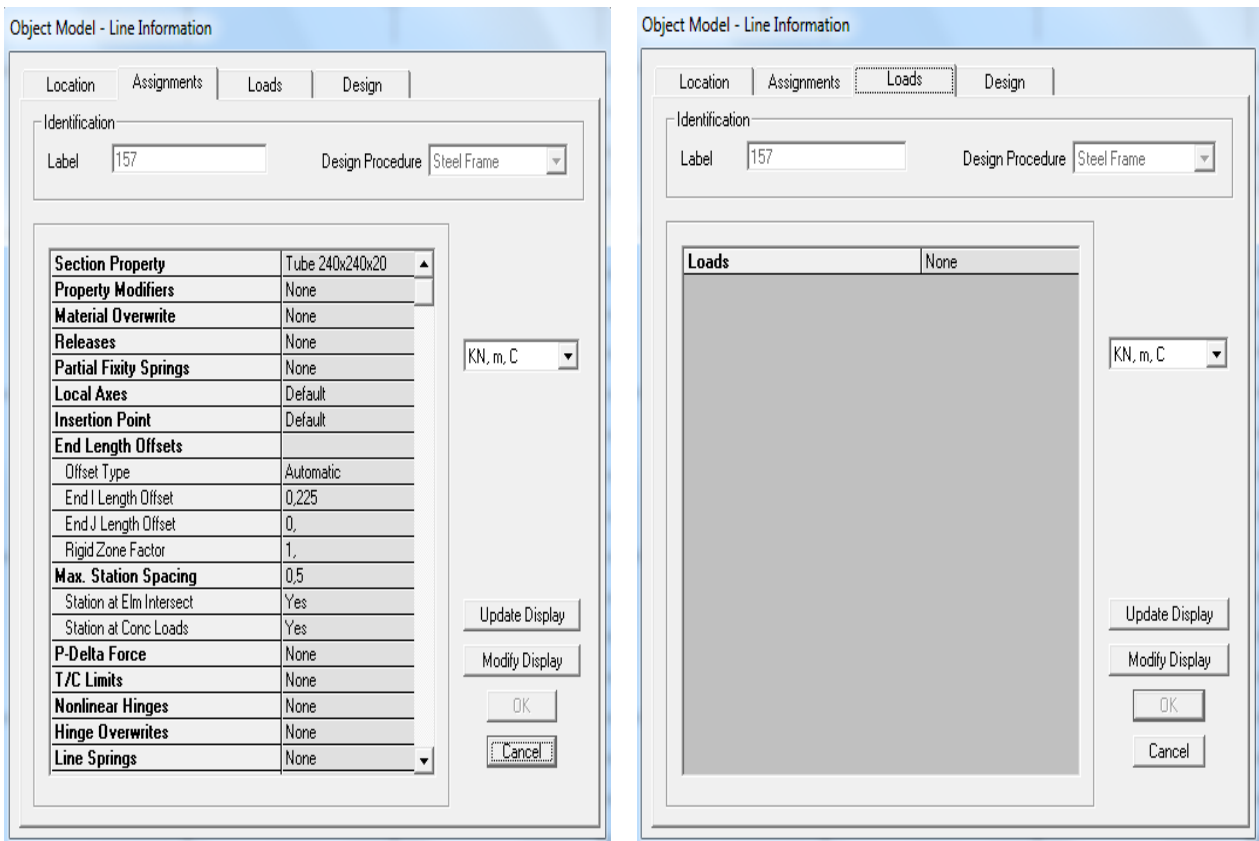 Object Model - Line Information
Location Assignments Loads Design
Identification
Label 157 Design Procedure Steel Frame
Section Property Tube 240x240x20
Property Modifiers None
Material Overwrite None
Releases None
Partial Fixity Springs None
Local Axes Default
Insertion Point Default
End Length Offsets
Offset Type Automatic
End I Length Offset 0,225
End J Length Offset 0,
Rigid Zone Factor 1,
Max. Station Spacing 0,5
Station at Elm Intersect Yes
Station at Conc Loads Yes
P-Delta Force None
T/C Limits None
Nonlinear Hinges None
Hinge Overwrites None
Line Springs None
KN, m, C
Update Display
Modify Display
OK
Cancel
Object Model - Line Information
Location Assignments Loads Design
Identification
Label 157 Design Procedure Steel Frame
Loads None
KN, m, C
Update Display
Modify Display
OK
Cancel